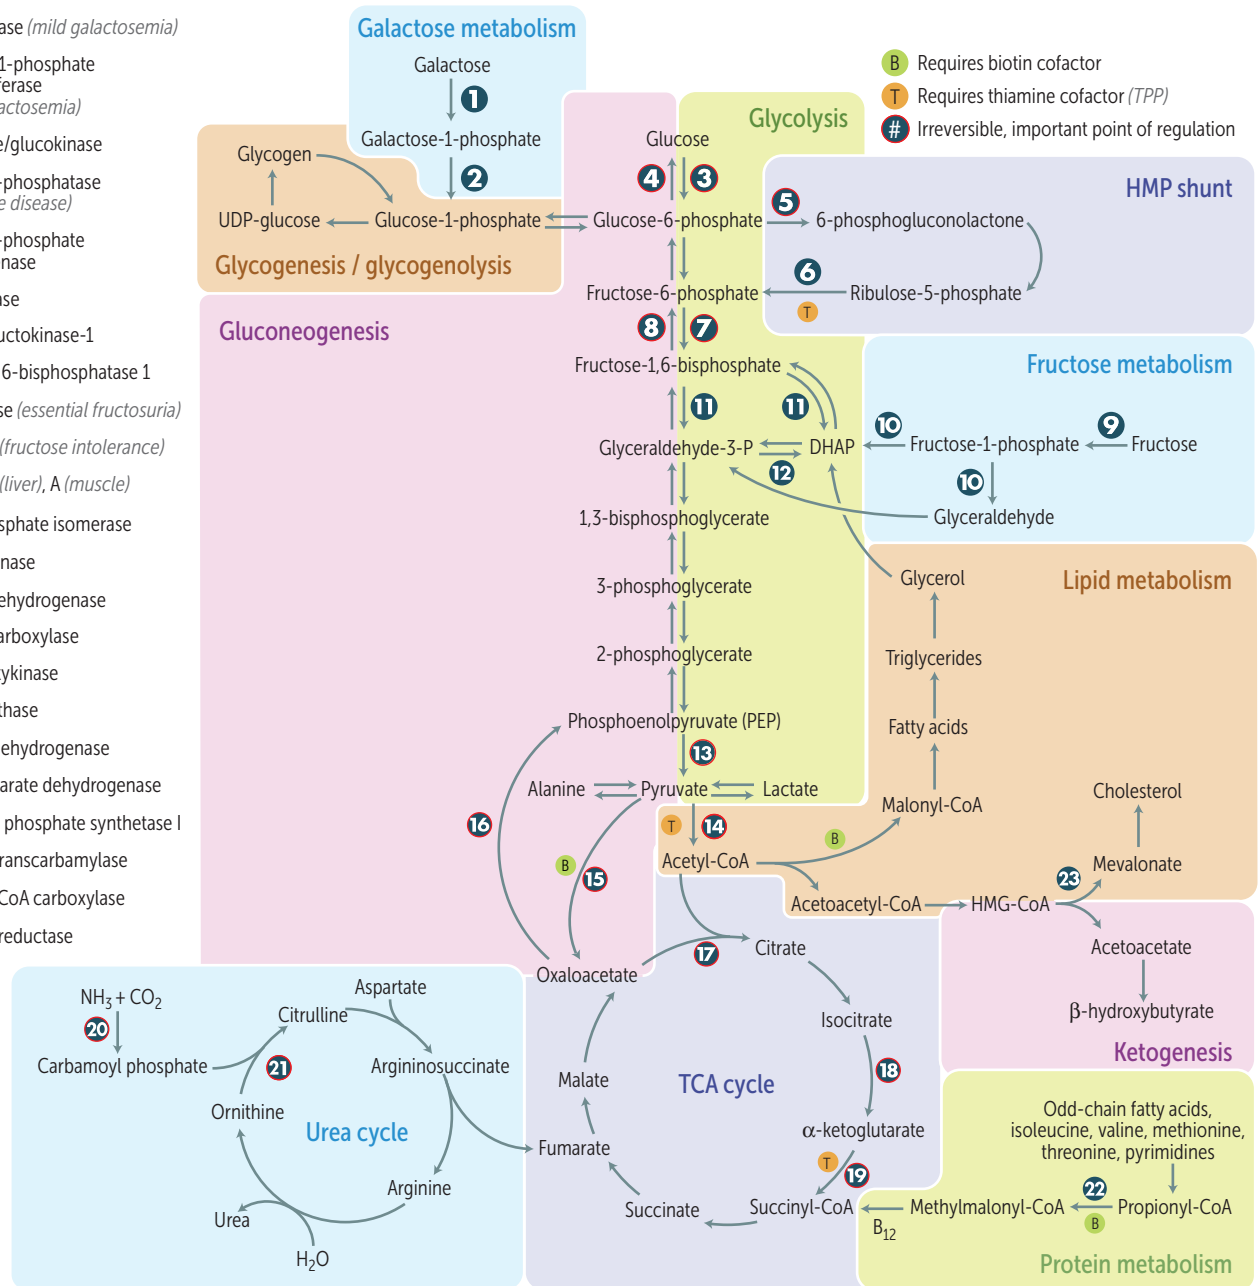 ase (mild galactosemia)
1-phosphate
ferase
actosemia)
e/glucokinase
-phosphatase
e disease)
-phosphate
enase
ase
uctokinase-1
6-bisphosphatase 1
se (essential fructosuria)
(fructose intolerance)
(liver), A (muscle)
sphate isomerase
nase
ehydrogenase
arboxylase
xykinase
thase
dehydrogenase
tarate dehydrogenase
phosphate synthetase I
transcarbamylase
CoA carboxylase
reductase
B Requires biotin cofactor
T Requires thiamine cofactor (TPP)
# Irreversible, important point of regulation
Galactose metabolism
Galactose
1
Galactose-1-phosphate
2
Glycogen
UDP-glucose
Glucose-1-phosphate
Glycogenesis / glycogenolysis
Glycolysis
Glucose
4
3
Glucose-6-phosphate
5
6-phosphogluconolactone
HMP shunt
6
T
Ribulose-5-phosphate
Fructose-6-phosphate
Gluconeogenesis
8
7
Fructose-1,6-bisphosphate
11
11
Glyceraldehyde-3-P
12
DHAP
Fructose metabolism
10
Fructose-1-phosphate
9
Fructose
10
Glyceraldehyde
1,3-bisphosphoglycerate
3-phosphoglycerate
2-phosphoglycerate
Phosphoenolpyruvate (PEP)
13
Alanine
Pyruvate
Lactate
Lipid metabolism
Glycerol
Triglycerides
Fatty acids
Malonyl-CoA
Cholesterol
Mevalonate
16
B
15
T
14
Acetyl-CoA
B
Acetoacetyl-CoA
HMG-CoA
23
Acetoacetate
β-hydroxybutyrate
Ketogenesis
Oxaloacetate
17
Citrate
Isocitrate
18
α-ketoglutarate
T
19
Succinyl-CoA
Succinate
Fumarate
Malate
TCA cycle
NH3 + CO2
20
Carbamoyl phosphate
21
Citrulline
Aspartate
Argininosuccinate
Ornithine
Urea cycle
Arginine
Urea
H2O
Odd-chain fatty acids,
isoleucine, valine, methionine,
threonine, pyrimidines
22
B
Propionyl-CoA
Methylmalonyl-CoA
B12
Protein metabolism